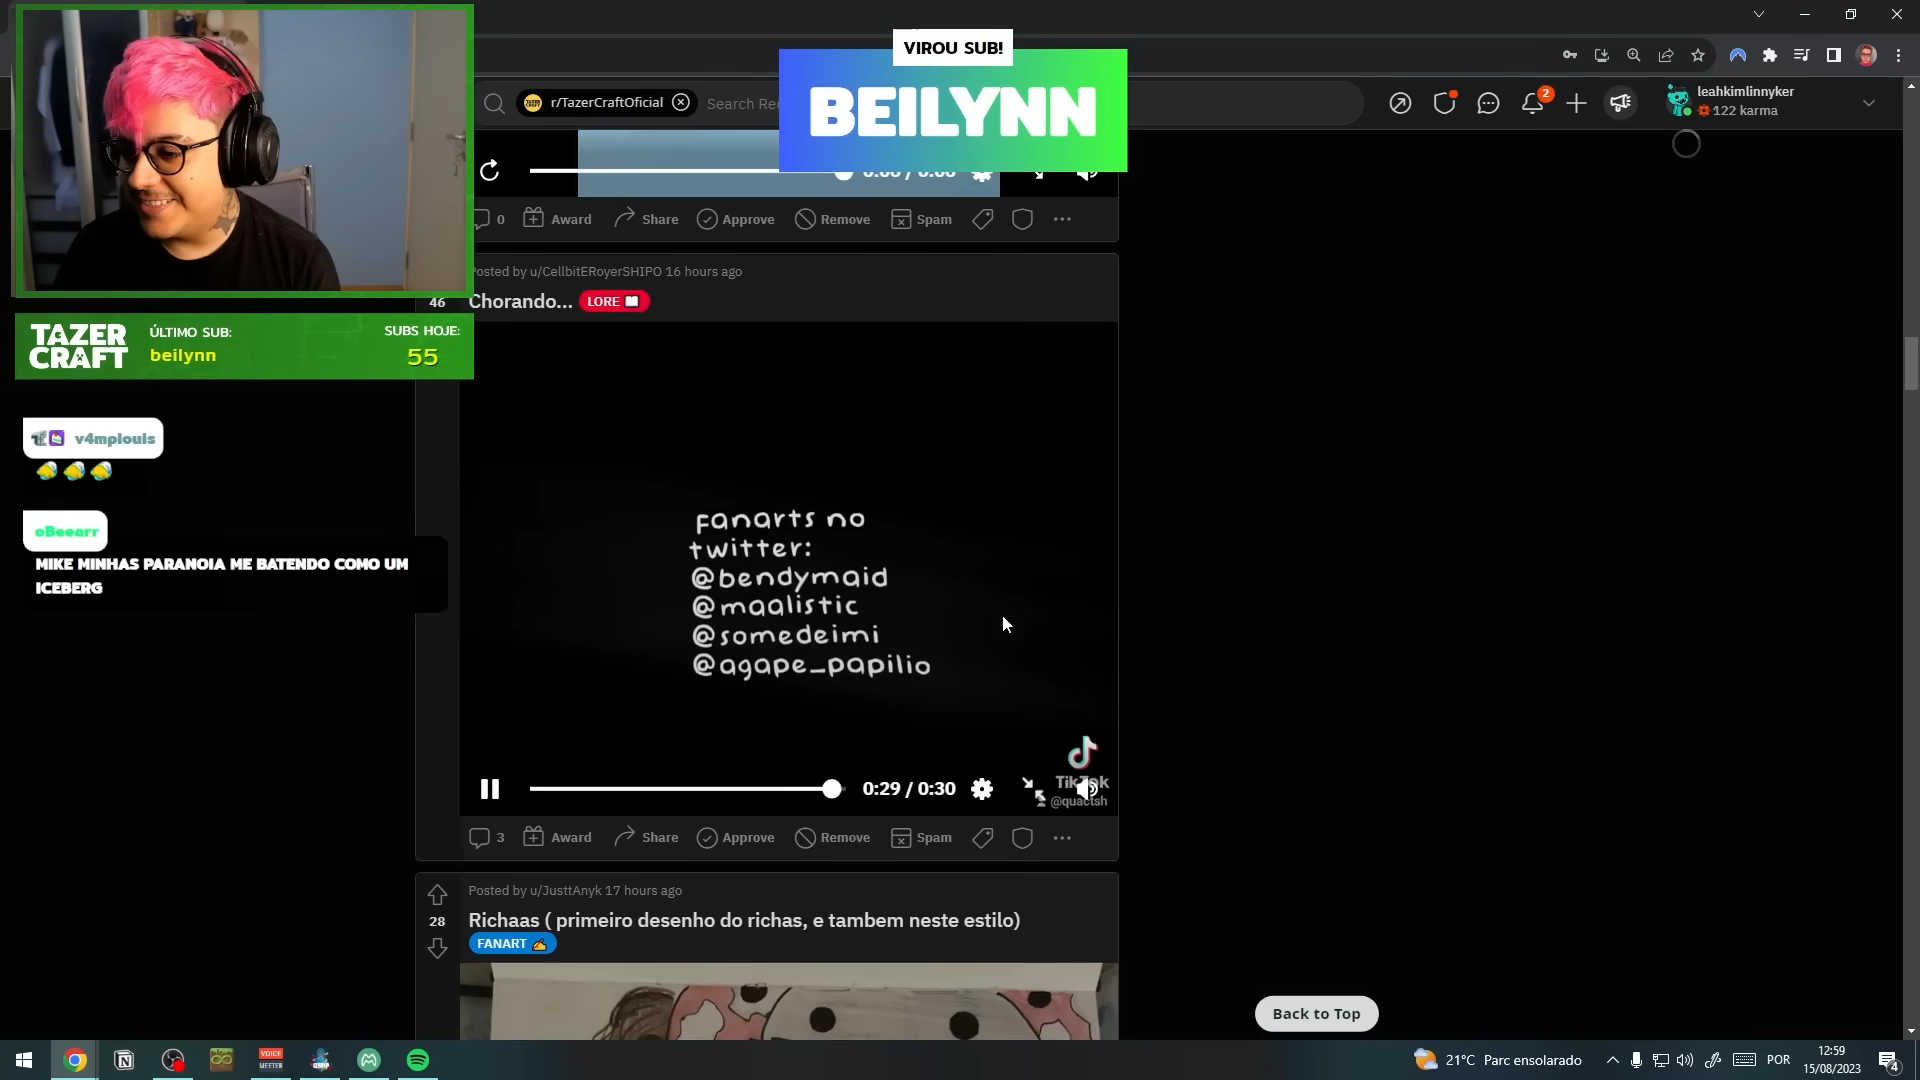 VIROU SUB!
BEILYNN
r/TazerCraftOficial
Search Re
2
leahkimlinnyker
122 karma
0 Award Share Approve Remove Spam
Posted by u/CellbitERoyerSHIPO 16 hours ago
46
Chorando... LORE
TAZER
CRAFT
ÚLTIMO SUB:
beilynn
SUBS HOJE:
55
v4mplouis
oBeearr
MIKE MINHAS PARANOIA ME BATENDO COMO UM
ICEBERG
Fanarts no
twitter:
@bendymaid
@maalistic
@somedeimi
@agape_papilio
0:29 / 0:30
TikTok
@quactsh
3 Award Share Approve Remove Spam
Posted by u/JusttAnyk 17 hours ago
28
Richaas ( primeiro desenho do richas, e tambem neste estilo)
FANART
Back to Top
VOICE
MEETER
21°C Parc ensolarado
POR
12:59
15/08/2023
4